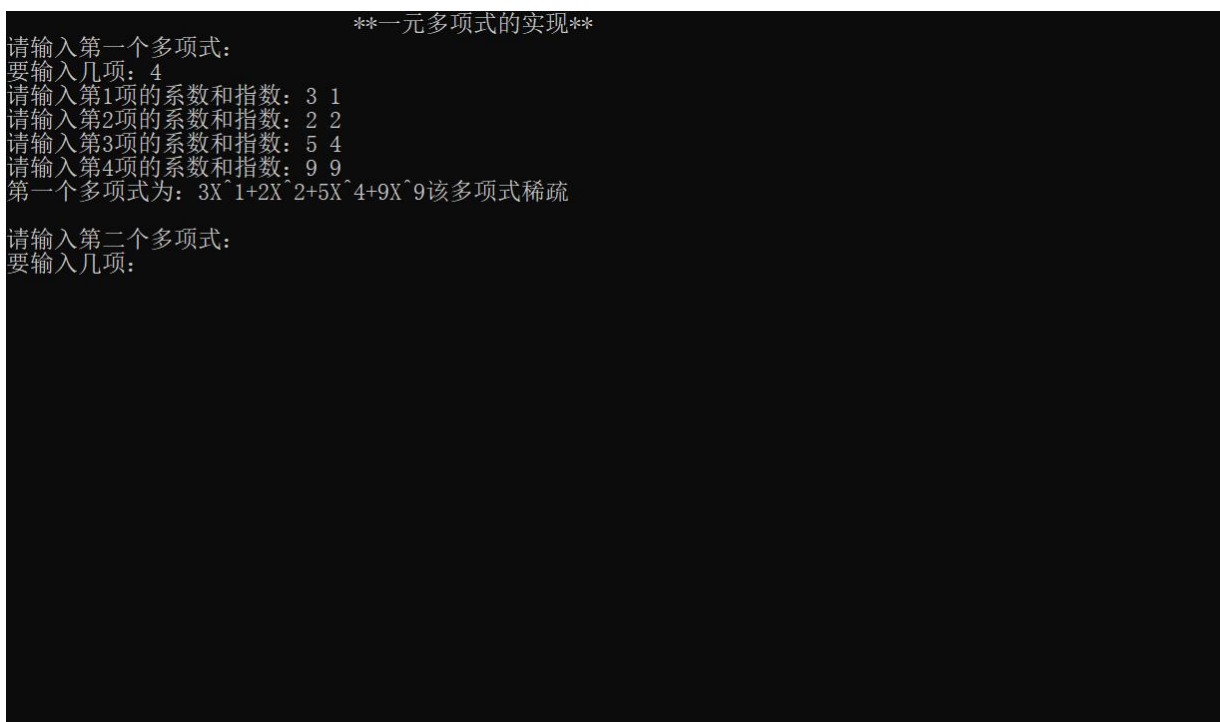 **一元多项式的实现**
请输入第一个多项式：
要输入几项：4
请输入第1项的系数和指数：3 1
请输入第2项的系数和指数：2 2
请输入第3项的系数和指数：5 4
请输入第4项的系数和指数：9 9
第一个多项式为：3X^1+2X^2+5X^4+9X^9该多项式稀疏
请输入第二个多项式：
要输入几项：